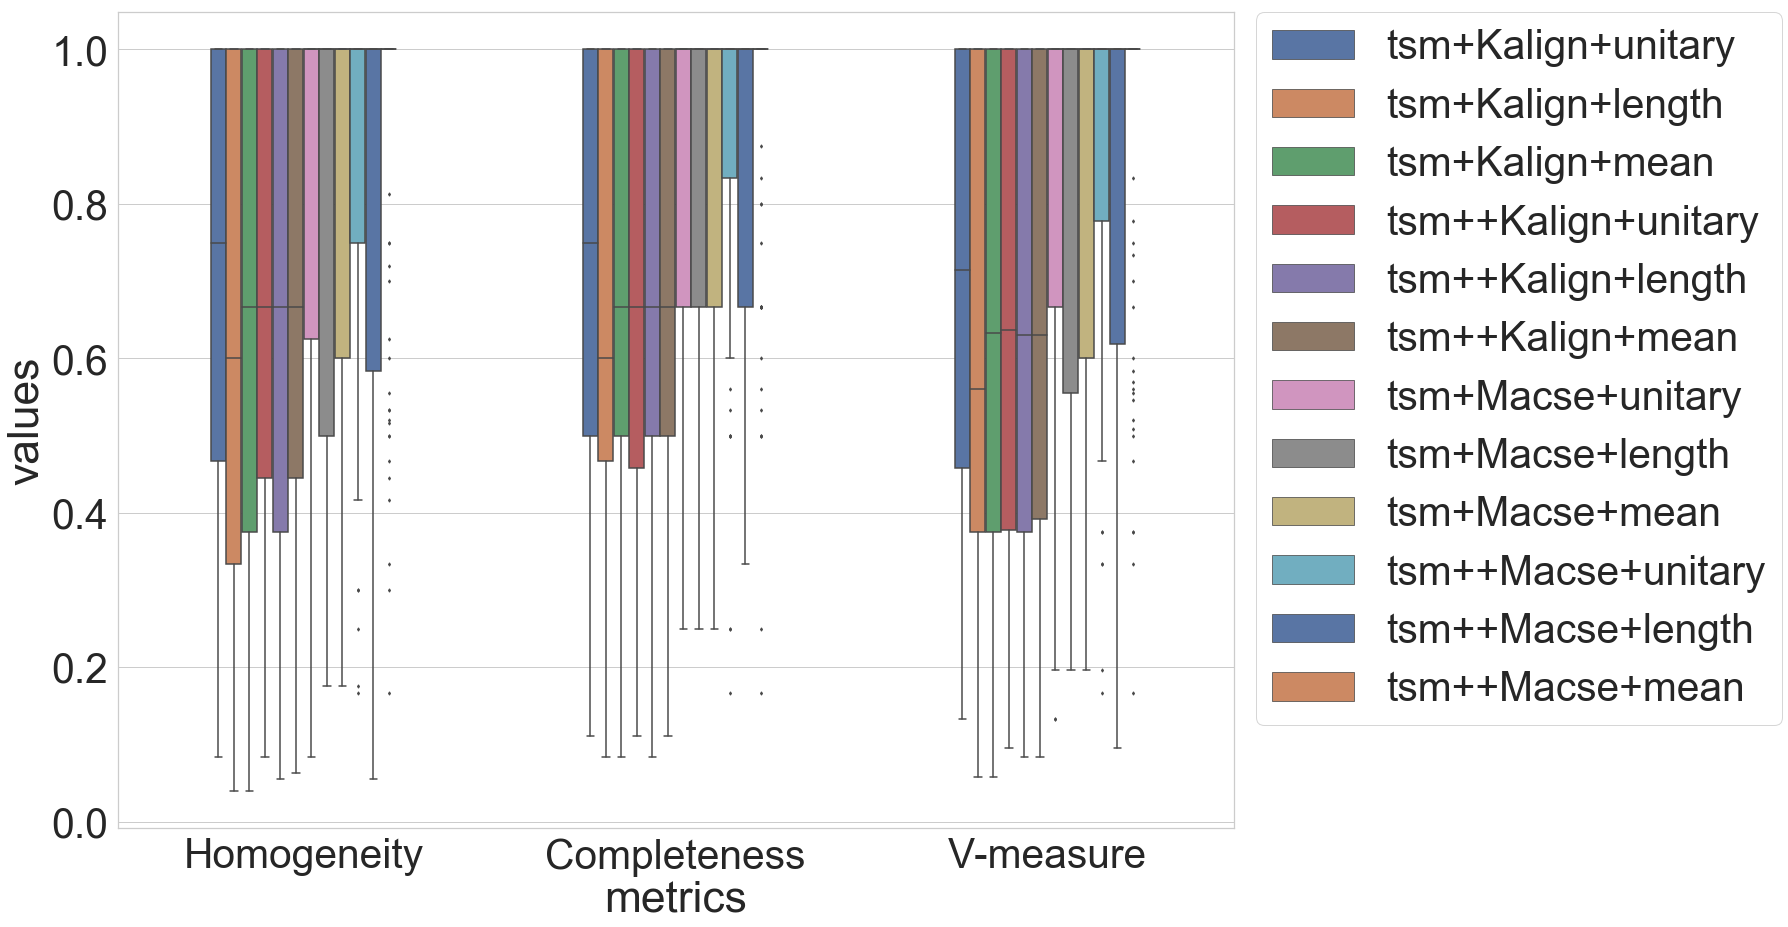 values
1.0
0.8
0.6
0.4
0.2
0.0
Homogeneity
Completeness
V-measure
metrics
tsm+Kalign+unitary
tsm+Kalign+length
tsm+Kalign+mean
tsm++Kalign+unitary
tsm++Kalign+length
tsm++Kalign+mean
tsm+Macse+unitary
tsm+Macse+length
tsm+Macse+mean
tsm++Macse+unitary
tsm++Macse+length
tsm++Macse+mean